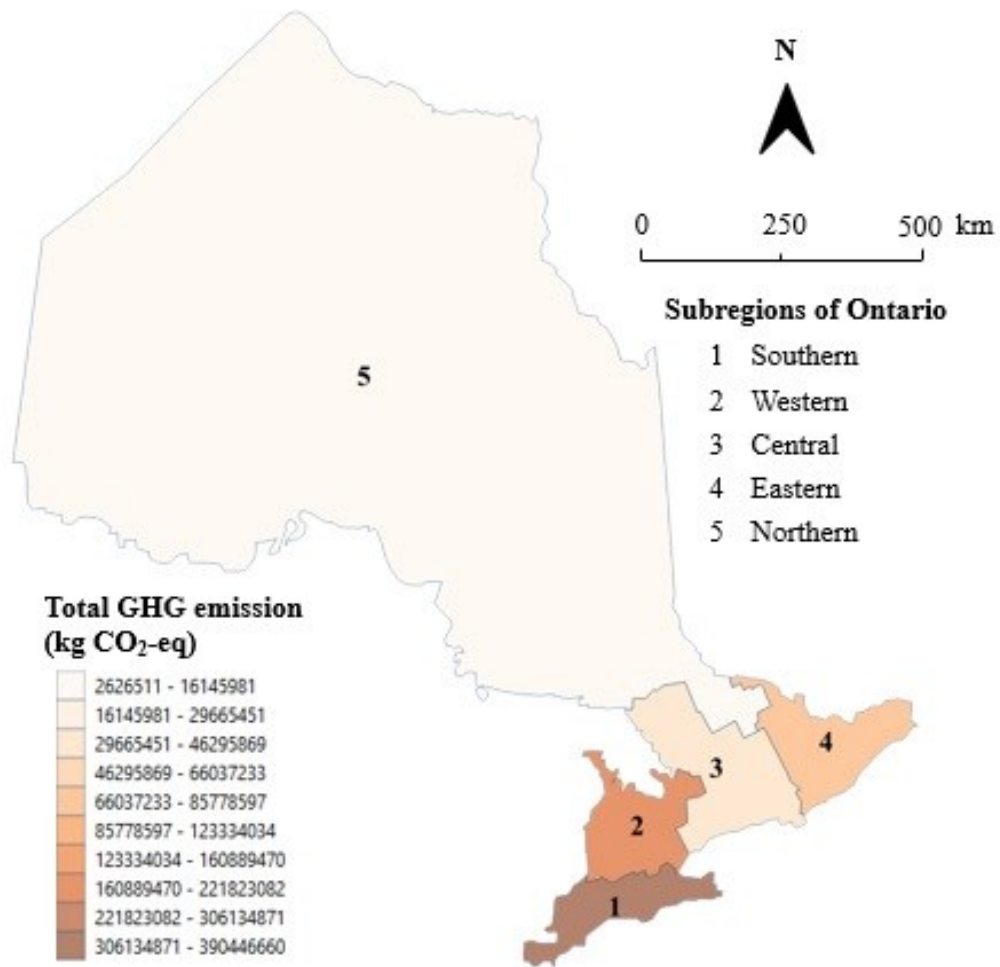 N
0 250 500 km
Subregions of Ontario
1 Southern
2 Western
3 Central
4 Eastern
5 Northern
5
Total GHG emission
(kg CO₂-eq)
2626511 - 16145981
16145981 - 29665451
29665451 - 46295869
46295869 - 66037233
66037233 - 85778597
85778597 - 123334034
123334034 - 160889470
160889470 - 221823082
221823082 - 306134871
306134871 - 390446660
4
3
2
1